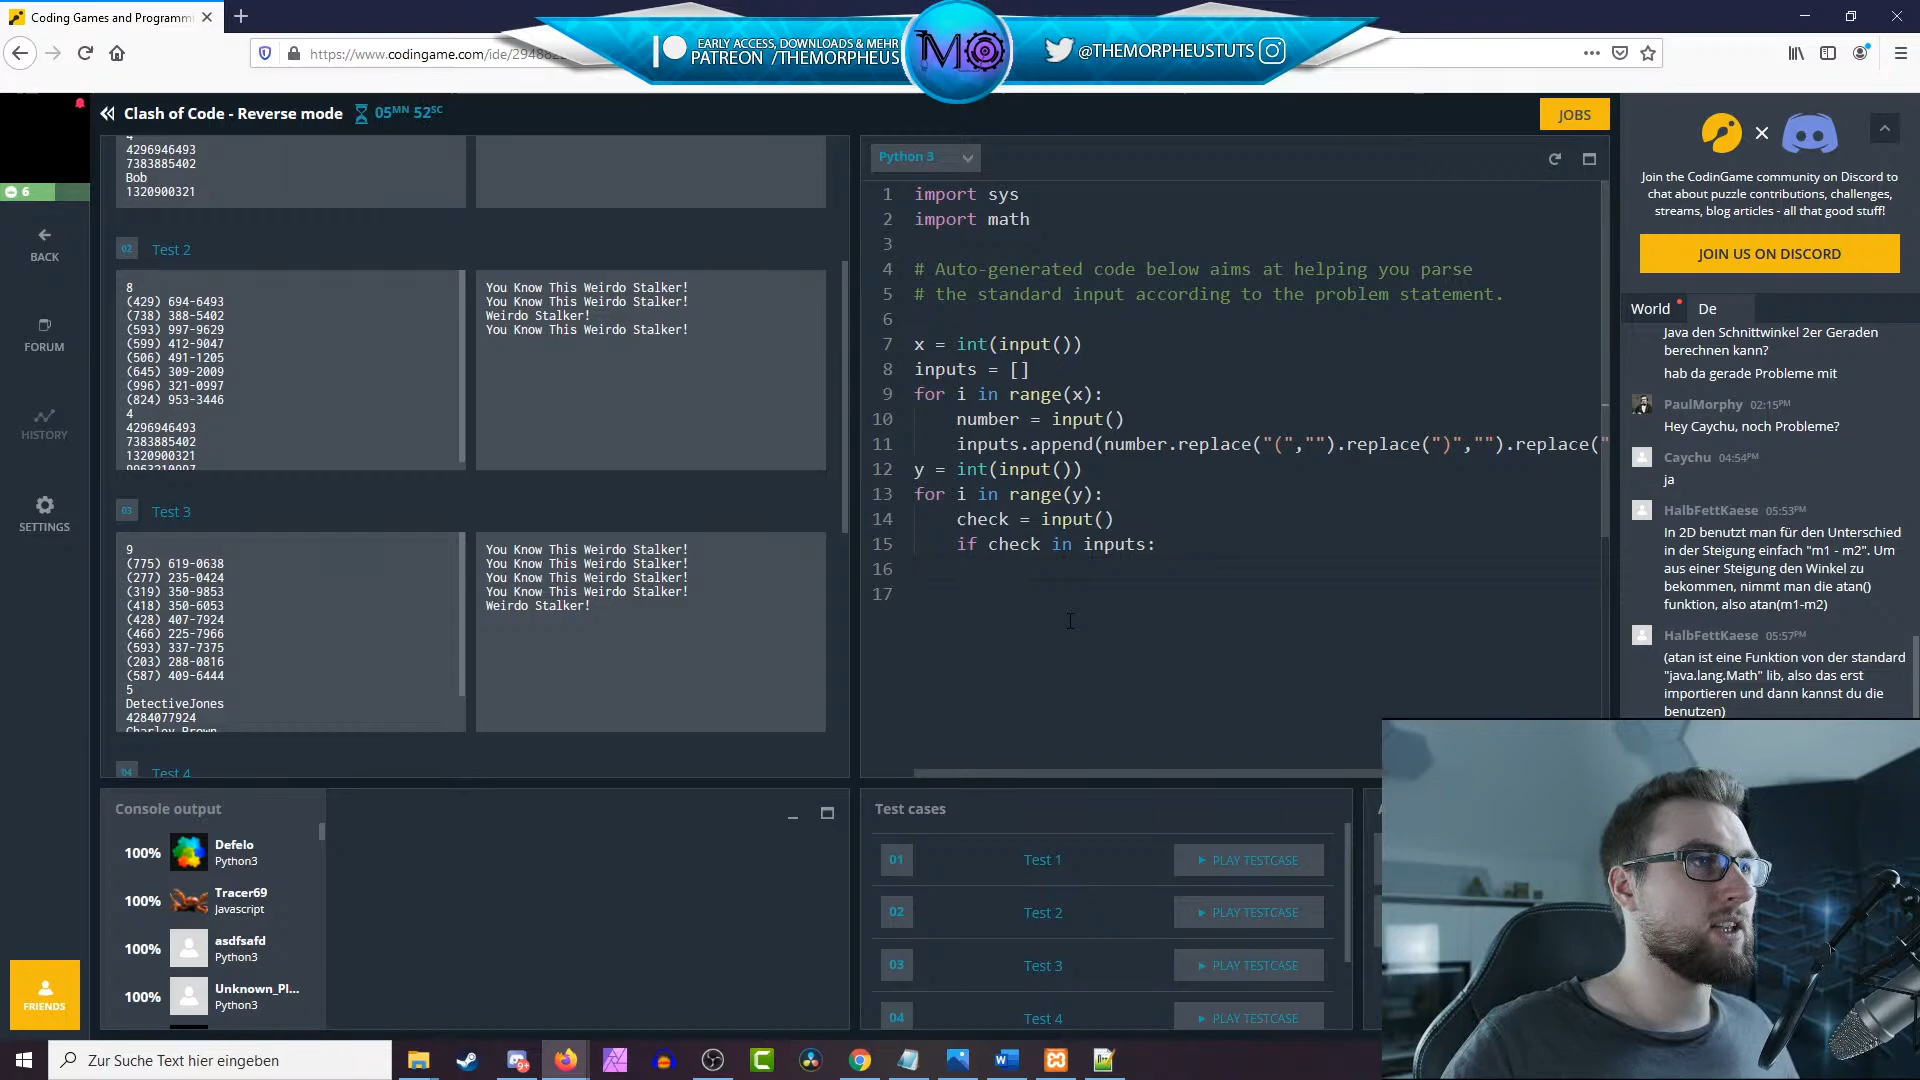 Coding Games and Programmi
EARLY ACCESS, DOWNLOADS & MEHR
PATREON /THEMORPHEUS
MO
@THEMORPHEUSTUTS
https://www.codingame.com/ide/29488
Clash of Code - Reverse mode
05MN 52SC
JOBS
6
BACK
FORUM
HISTORY
SETTINGS
FRIENDS
4
4296946493
7383885402
Bob
1320900321
02
Test 2
8
(429) 694-6493
(738) 388-5402
(593) 997-9629
(599) 412-9047
(506) 491-1205
(645) 309-2009
(996) 321-0997
(824) 953-3446
4
4296946493
7383885402
1320900321
9963210997
You Know This Weirdo Stalker!
You Know This Weirdo Stalker!
Weirdo Stalker!
You Know This Weirdo Stalker!
03
Test 3
9
(775) 619-0638
(277) 235-0424
(319) 350-9853
(418) 350-6053
(428) 407-7924
(466) 225-7966
(593) 337-7375
(203) 288-0816
(587) 409-6444
5
DetectiveJones
4284077924
Charley Brown
You Know This Weirdo Stalker!
You Know This Weirdo Stalker!
You Know This Weirdo Stalker!
You Know This Weirdo Stalker!
Weirdo Stalker!
04
Test 4
Python 3
1 import sys
2 import math
3
4 # Auto-generated code below aims at helping you parse
5 # the standard input according to the problem statement.
6
7 x = int(input())
8 inputs = []
9 for i in range(x):
10 number = input()
11 inputs.append(number.replace("(","").replace(")","").replace("
12 y = int(input())
13 for i in range(y):
14 check = input()
15 if check in inputs:
16
17
Join the CodinGame community on Discord to
chat about puzzle contributions, challenges,
streams, blog articles - all that good stuff!
JOIN US ON DISCORD
World
De
Java den Schnittwinkel 2er Geraden
berechnen kann?
hab da gerade Probleme mit
PaulMorphy 02:15PM
Hey Caychu, noch Probleme?
Caychu 04:54PM
ja
HalbFettKaese 05:53PM
In 2D benutzt man für den Unterschied
in der Steigung einfach "m1 - m2". Um
aus einer Steigung den Winkel zu
bekommen, nimmt man die atan()
funktion, also atan(m1-m2)
HalbFettKaese 05:57PM
(atan ist eine Funktion von der standard
"java.lang.Math" lib, also das erst
importieren und dann kannst du die
benutzen)
Console output
100% Defelo
Python3
100% Tracer69
Javascript
100% asdfsafd
Python3
100% Unknown_Pl...
Python3
Test cases
01 Test 1 PLAY TESTCASE
02 Test 2 PLAY TESTCASE
03 Test 3 PLAY TESTCASE
04 Test 4 PLAY TESTCASE
Zur Suche Text hier eingeben